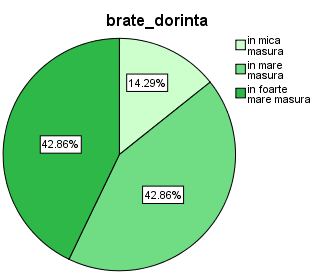 brate_dorinta
in mica
masura
in mare
masura
in foarte
mare masura
14.29%
42.86%
42.86%